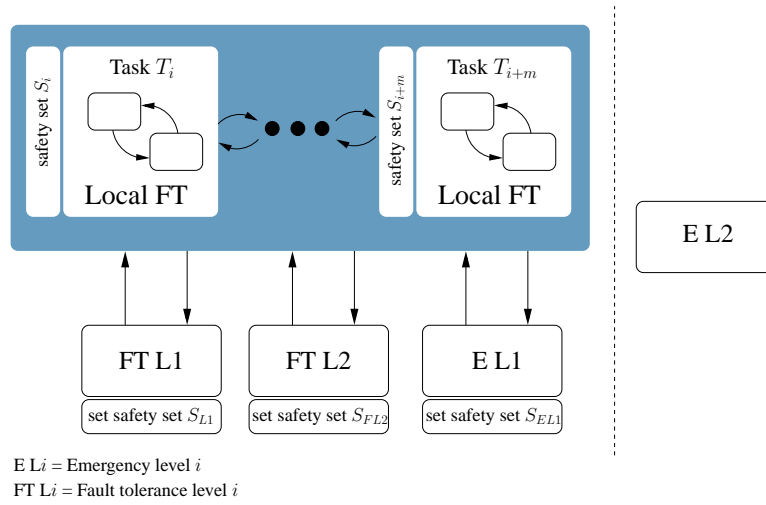 safety set S_i
Task T_i
Local FT
safety set S_{i+m}
Task T_{i+m}
Local FT
E L2
FT L1
FT L2
E L1
set safety set S_{L1}
set safety set S_{FL2}
set safety set S_{EL1}
E Li = Emergency level i
FT Li = Fault tolerance level i